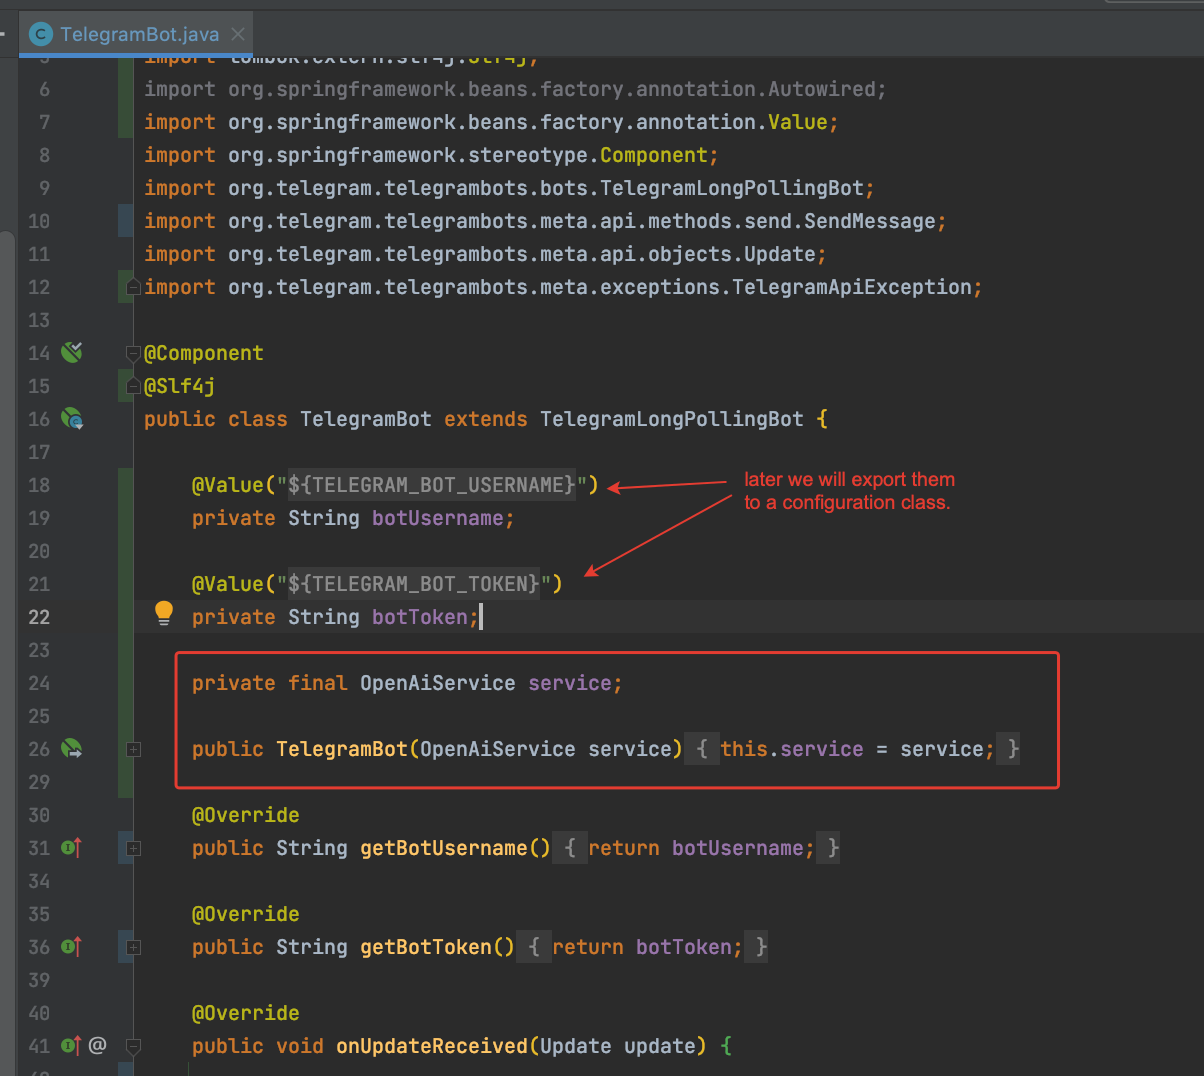 TelegramBot.java
5 import lombok.extern.slf4j.Slf4j;
6 import org.springframework.beans.factory.annotation.Autowired;
7 import org.springframework.beans.factory.annotation.Value;
8 import org.springframework.stereotype.Component;
9 import org.telegram.telegrambots.bots.TelegramLongPollingBot;
10 import org.telegram.telegrambots.meta.api.methods.send.SendMessage;
11 import org.telegram.telegrambots.meta.api.objects.Update;
12 import org.telegram.telegrambots.meta.exceptions.TelegramApiException;
13
14 @Component
15 @Slf4j
16 public class TelegramBot extends TelegramLongPollingBot {
17
18 @Value("${TELEGRAM_BOT_USERNAME}")
later we will export them
to a configuration class.
19 private String botUsername;
20
21 @Value("${TELEGRAM_BOT_TOKEN}")
22 private String botToken;
23
24 private final OpenAiService service;
25
26 public TelegramBot(OpenAiService service) { this.service = service; }
29
30 @Override
31 public String getBotUsername() { return botUsername; }
34
35 @Override
36 public String getBotToken() { return botToken; }
39
40 @Override
41 @ public void onUpdateReceived(Update update) {